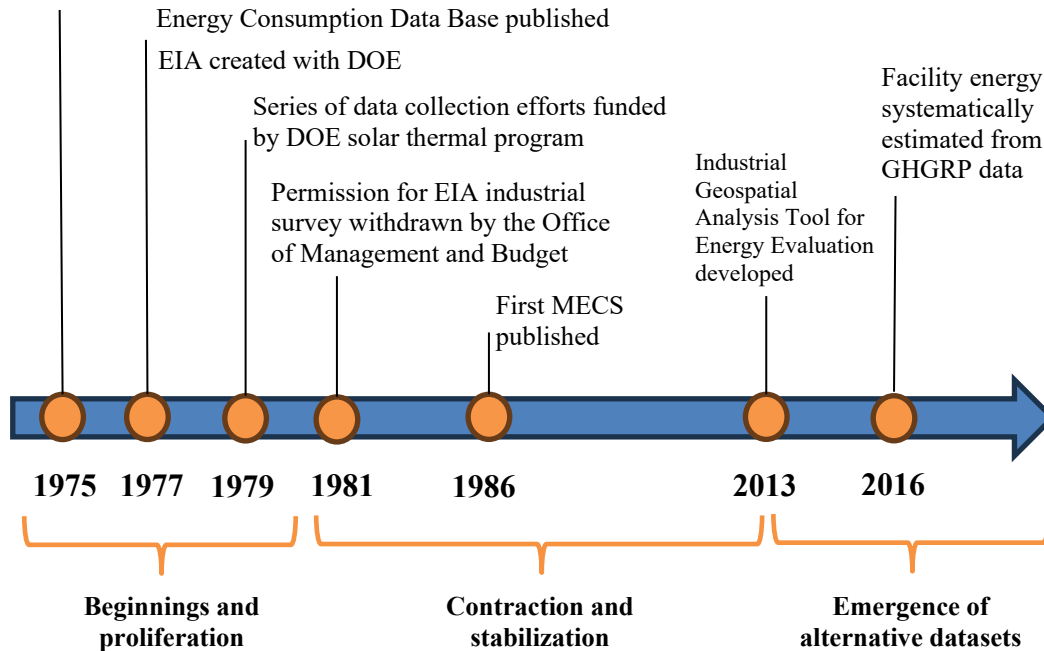 Energy Consumption Data Base published
EIA created with DOE
Series of data collection efforts funded
by DOE solar thermal program
Permission for EIA industrial
survey withdrawn by the Office
of Management and Budget
First MECS
published
Industrial
Geospatial
Analysis Tool for
Energy Evaluation
developed
Facility energy
systematically
estimated from
GHGRP data
1975
1977
1979
1981
1986
2013
2016
Beginnings and
proliferation
Contraction and
stabilization
Emergence of
alternative datasets